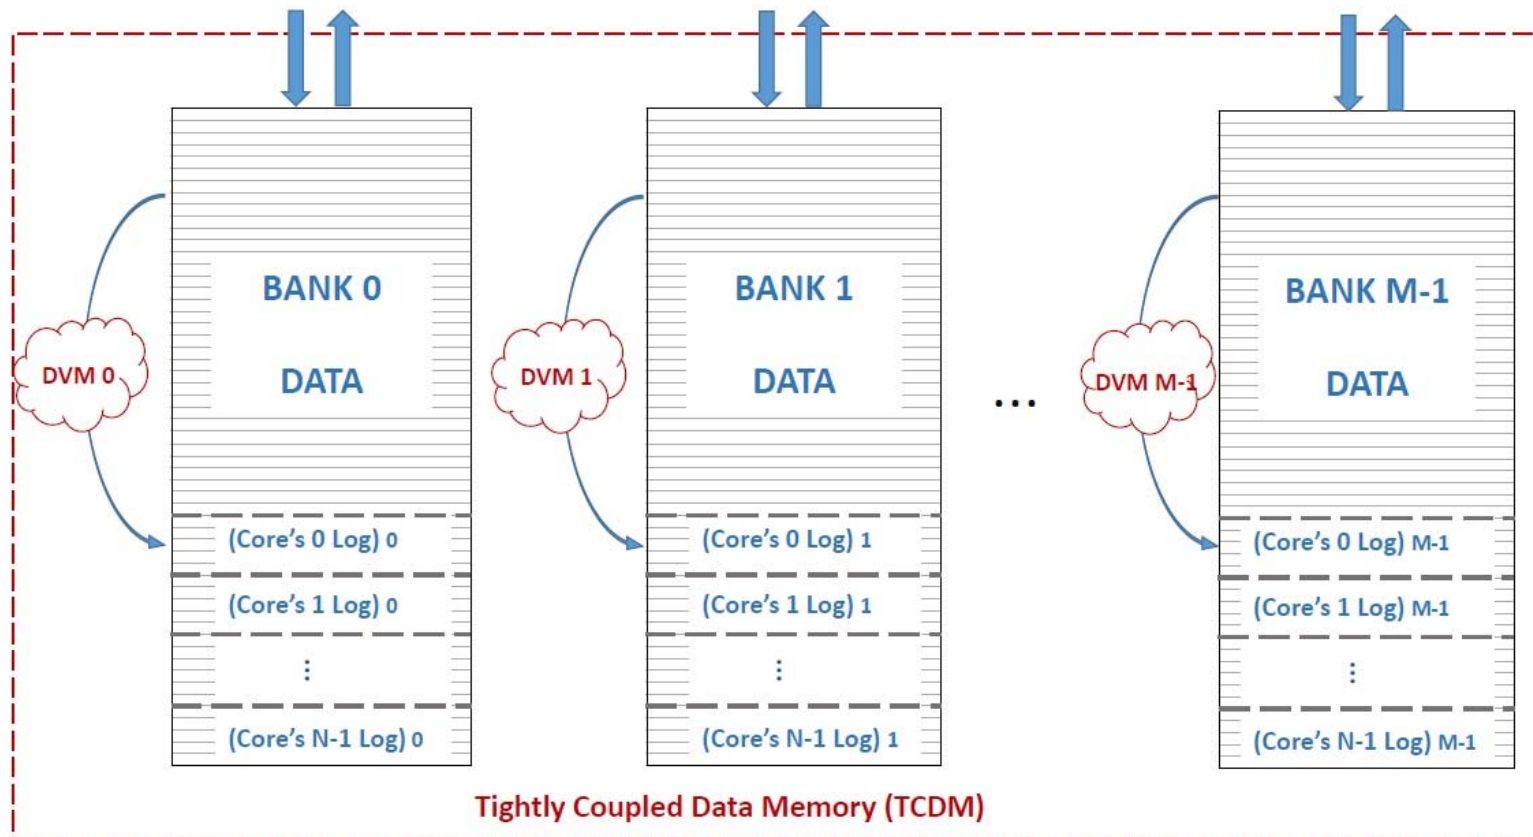 BANK 0
DATA
DVM 0
(Core's 0 Log) 0
(Core's 1 Log) 0
⋮
(Core's N-1 Log) 0
BANK 1
DATA
DVM 1
(Core's 0 Log) 1
(Core's 1 Log) 1
⋮
(Core's N-1 Log) 1
...
BANK M-1
DATA
DVM M-1
(Core's 0 Log) M-1
(Core's 1 Log) M-1
⋮
(Core's N-1 Log) M-1
Tightly Coupled Data Memory (TCDM)